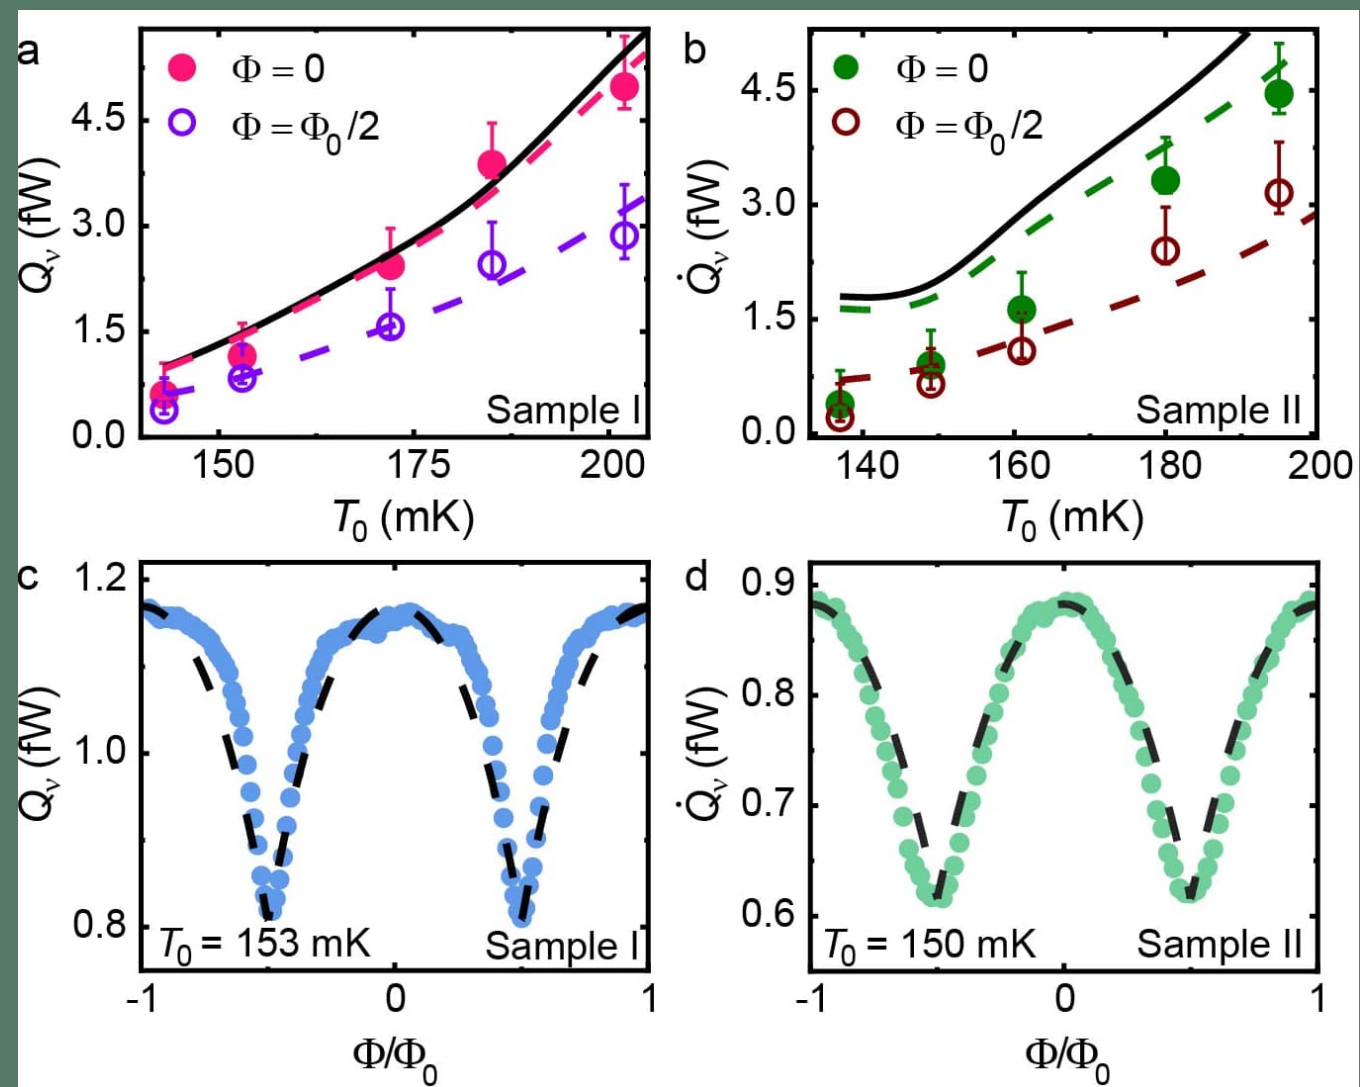 a
Φ = 0
Φ = Φ0/2
Q̇ν (fW)
4.5
3.0
1.5
0.0
Sample I
150 175 200
T0 (mK)
b
Φ = 0
Φ = Φ0/2
Q̇ν (fW)
4.5
3.0
1.5
0.0
Sample II
140 160 180 200
T0 (mK)
c
Q̇ν (fW)
1.2
1.0
0.8
T0 = 153 mK
Sample I
-1 0 1
Φ/Φ0
d
Q̇ν (fW)
0.9
0.8
0.7
0.6
T0 = 150 mK
Sample II
-1 0 1
Φ/Φ0